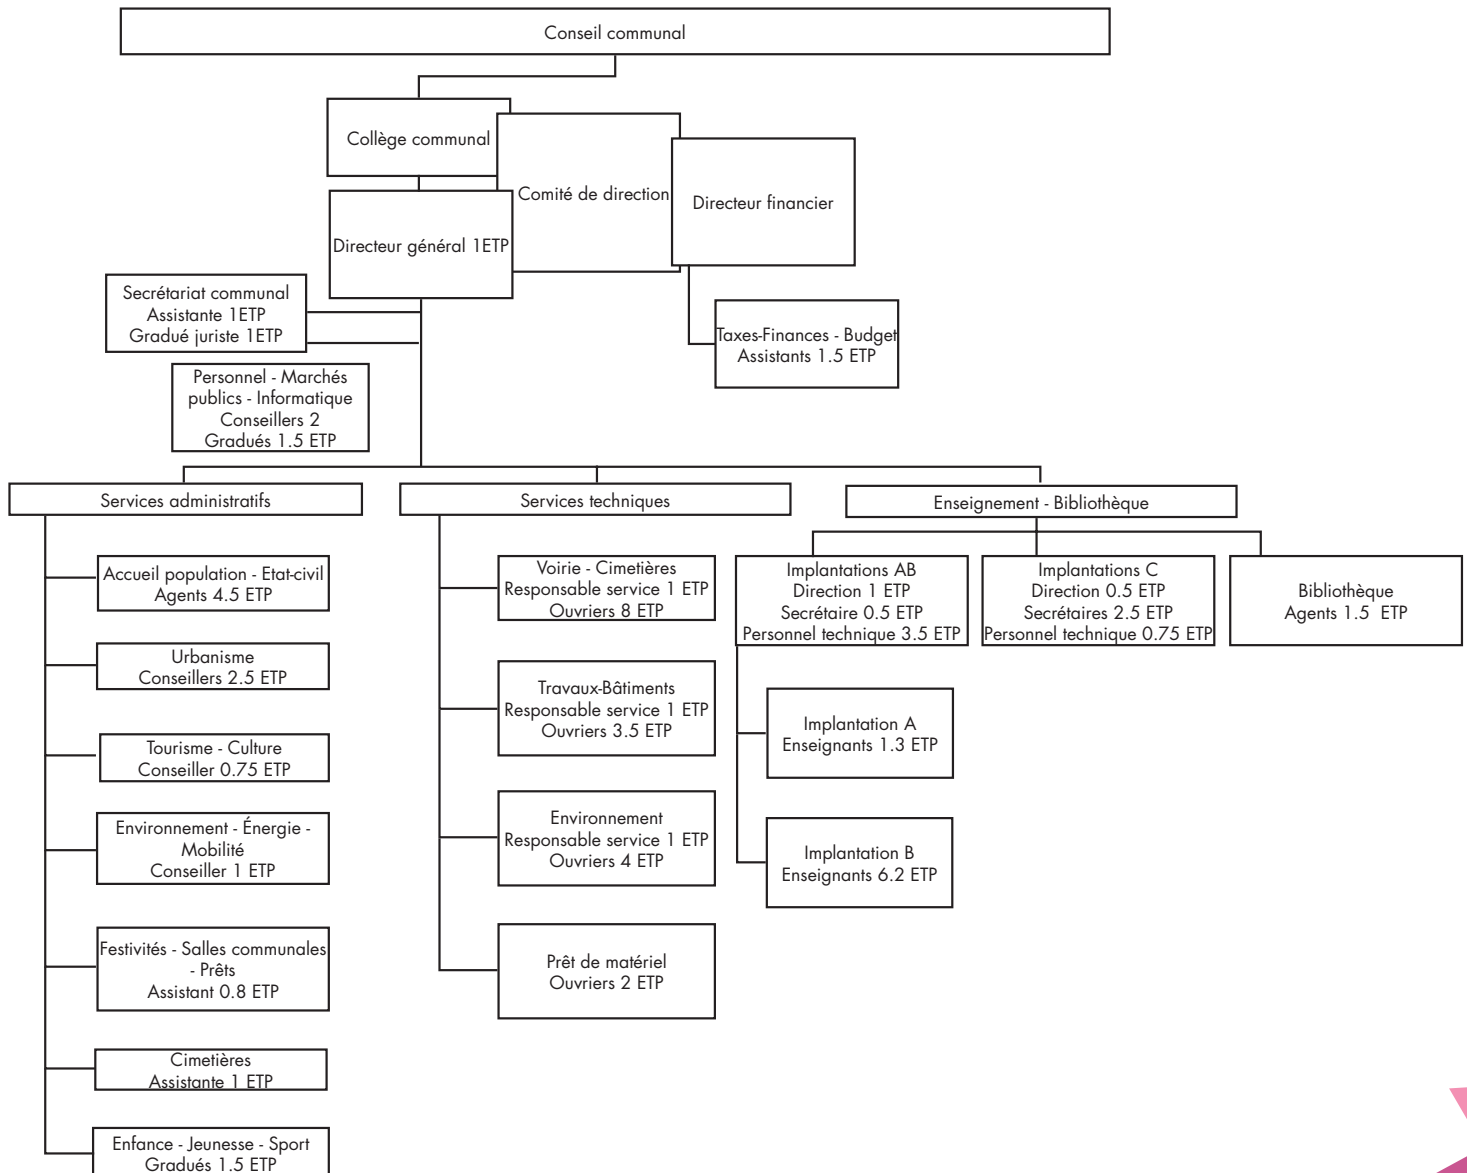 Conseil communal
Collège communal
Comité de direction
Directeur financier
Directeur général 1ETP
Secrétariat communal
Assistante 1ETP
Gradué juriste 1ETP
Taxes-Finances - Budget
Assistants 1.5 ETP
Personnel - Marchés
publics - Informatique
Conseillers 2
Gradués 1.5 ETP
Services administratifs
Accueil population - Etat-civil
Agents 4.5 ETP
Urbanisme
Conseillers 2.5 ETP
Tourisme - Culture
Conseiller 0.75 ETP
Environnement - Énergie -
Mobilité
Conseiller 1 ETP
Festivités - Salles communales
- Prêts
Assistant 0.8 ETP
Cimetières
Assistante 1 ETP
Enfance - Jeunesse - Sport
Gradués 1.5 ETP
Services techniques
Voirie - Cimetières
Responsable service 1 ETP
Ouvriers 8 ETP
Travaux-Bâtiments
Responsable service 1 ETP
Ouvriers 3.5 ETP
Environnement
Responsable service 1 ETP
Ouvriers 4 ETP
Prêt de matériel
Ouvriers 2 ETP
Enseignement - Bibliothèque
Implantations AB
Direction 1 ETP
Secrétaire 0.5 ETP
Personnel technique 3.5 ETP
Implantation A
Enseignants 1.3 ETP
Implantation B
Enseignants 6.2 ETP
Implantations C
Direction 0.5 ETP
Secrétaires 2.5 ETP
Personnel technique 0.75 ETP
Bibliothèque
Agents 1.5 ETP